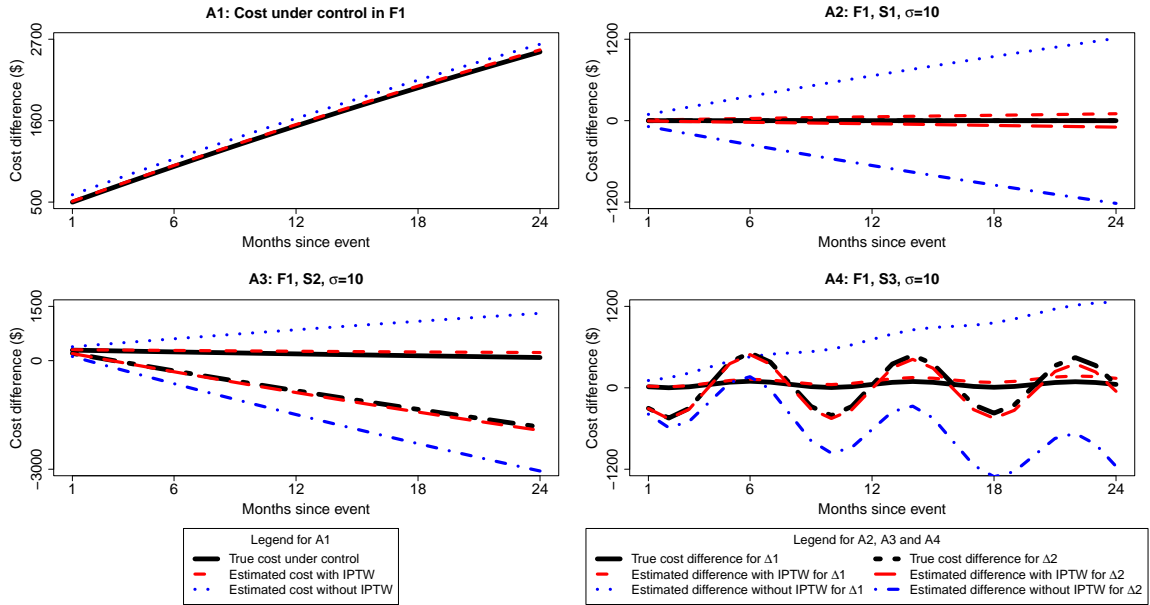 A1: Cost under control in F1
Cost difference ($)
2700
1600
500
1 6 12 18 24
Months since event
A2: F1, S1, σ=10
Cost difference ($)
1200
0
−1200
1 6 12 18 24
Months since event
A3: F1, S2, σ=10
Cost difference ($)
1500
0
−3000
1 6 12 18 24
Months since event
A4: F1, S3, σ=10
Cost difference ($)
1200
0
−1200
1 6 12 18 24
Months since event
Legend for A1
True cost under control
Estimated cost with IPTW
Estimated cost without IPTW
Legend for A2, A3 and A4
True cost difference for Δ1
Estimated difference with IPTW for Δ1
Estimated difference without IPTW for Δ1
True cost difference for Δ2
Estimated difference with IPTW for Δ2
Estimated difference without IPTW for Δ2